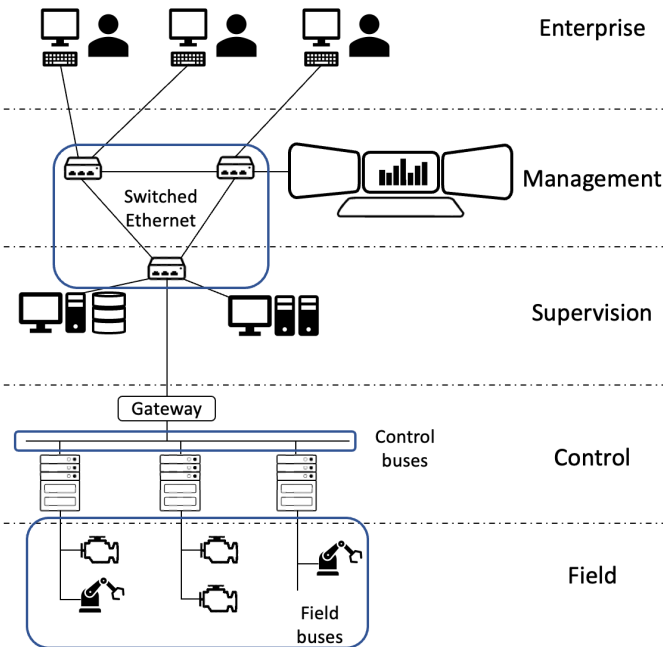 Enterprise
Switched
Ethernet
Management
Supervision
Gateway
Control
buses
Control
Field
buses
Field